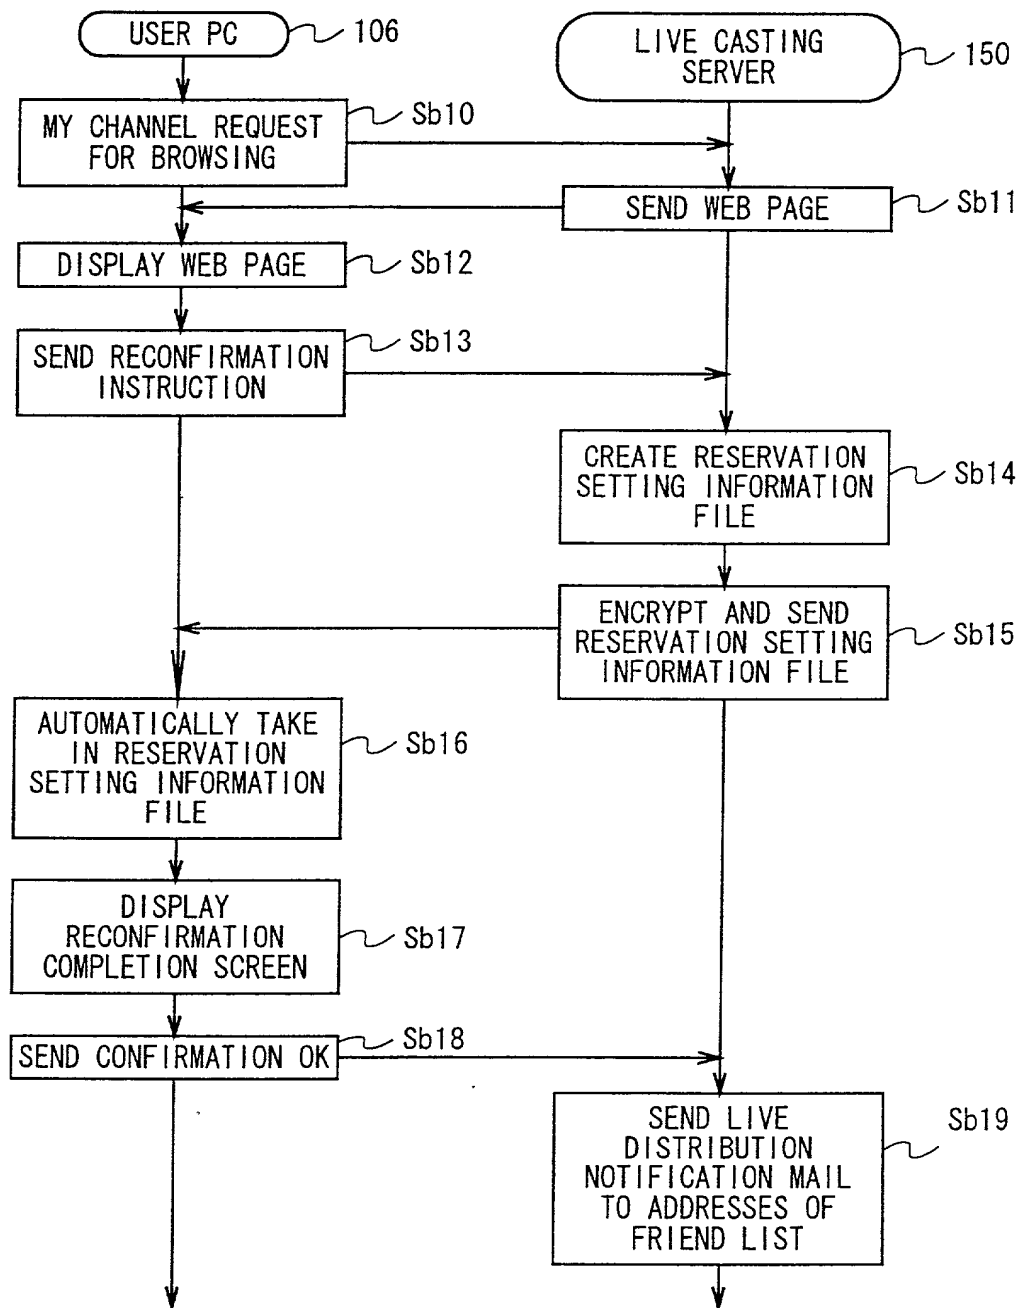 USER PC
106
LIVE CASTING
SERVER
150
MY CHANNEL REQUEST
FOR BROWSING
Sb10
SEND WEB PAGE
Sb11
DISPLAY WEB PAGE
Sb12
SEND RECONFIRMATION
INSTRUCTION
Sb13
CREATE RESERVATION
SETTING INFORMATION
FILE
Sb14
ENCRYPT AND SEND
RESERVATION SETTING
INFORMATION FILE
Sb15
AUTOMATICALLY TAKE
IN RESERVATION
SETTING INFORMATION
FILE
Sb16
DISPLAY
RECONFIRMATION
COMPLETION SCREEN
Sb17
SEND CONFIRMATION OK
Sb18
SEND LIVE
DISTRIBUTION
NOTIFICATION MAIL
TO ADDRESSES OF
FRIEND LIST
Sb19